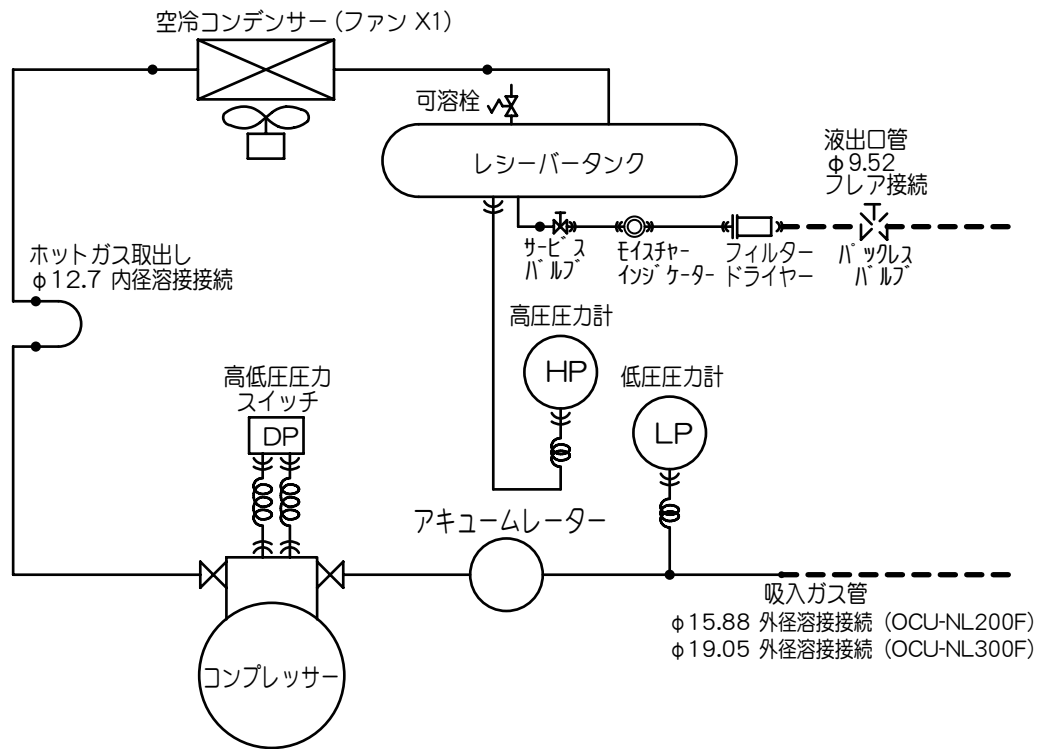 空冷コンデンサー (ファン X1)
可溶栓
レシーバータンク
液出口管
φ9.52
フレア接続
サービス
バルブ
モイスチャー
インジケーター
フィルター
ドライヤー
パックレス
バルブ
ホットガス取出し
φ12.7 内径溶接接続
高圧圧力計
HP
高低圧圧力
スイッチ
DP
低圧圧力計
LP
アキュームレーター
吸入ガス管
φ15.88 外径溶接接続 (OCU-NL200F)
φ19.05 外径溶接接続 (OCU-NL300F)
コンプレッサー